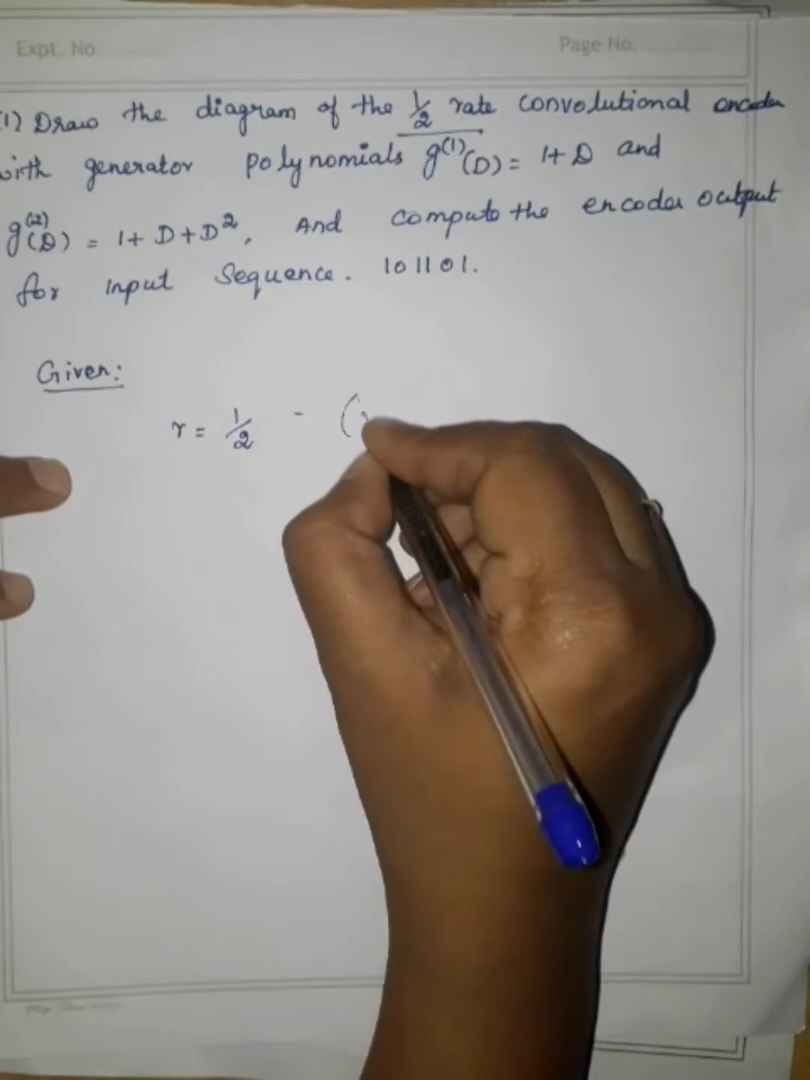 Expt. No.
Page No.
(1) Draw the diagram of the 1/2 rate convolutional encoder
with generator polynomials g(1)(D) = 1+D and
g(2)(D) = 1+D+D², And compute the encoder output
for input Sequence. 101101.
Given:
r = 1/2 - (